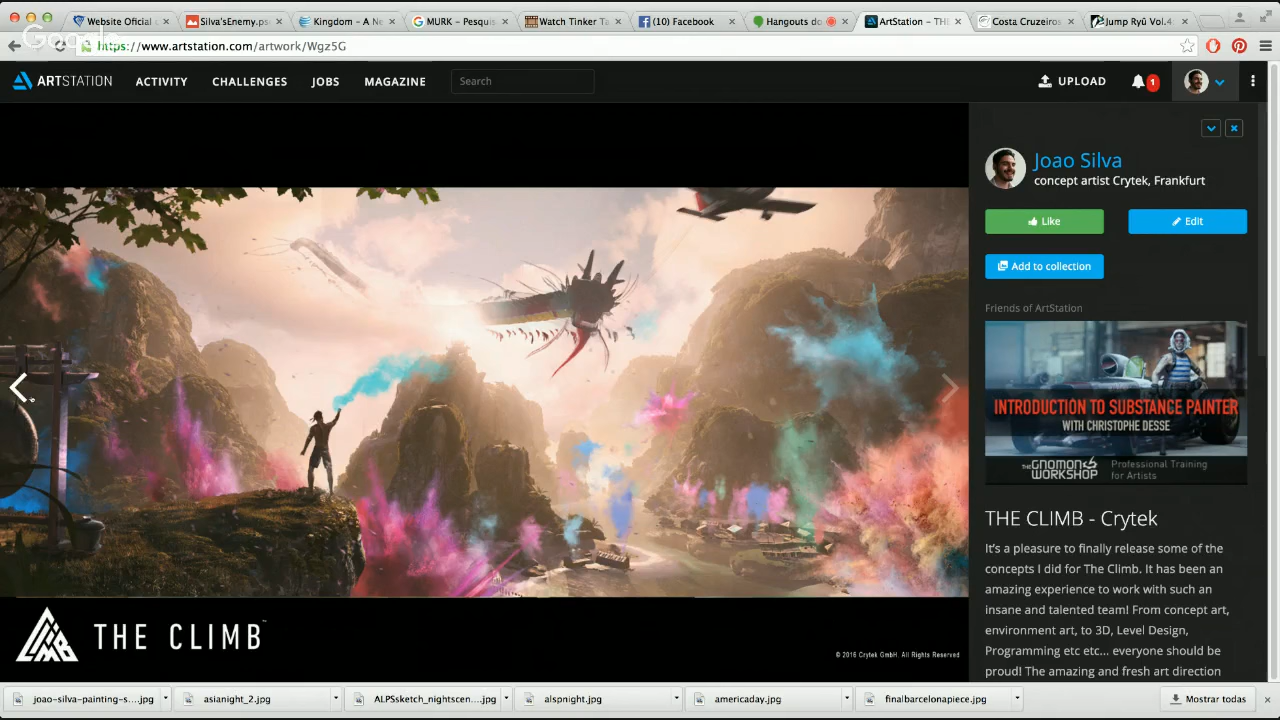 Website Oficial d
Silva'sEnemy.psd
Kingdom - A Ne
MURK - Pesquis
Watch Tinker Ta
(10) Facebook
Hangouts do
ArtStation - THE
Costa Cruzeiros
Jump Ryū Vol.4:
https://www.artstation.com/artwork/Wgz5G
ARTSTATION
ACTIVITY
CHALLENGES
JOBS
MAGAZINE
Search
UPLOAD
1
Joao Silva
concept artist Crytek, Frankfurt
Like
Edit
Add to collection
Friends of ArtStation
INTRODUCTION TO SUBSTANCE PAINTER
WITH CHRISTOPHE DESSE
THE GNOMON WORKSHOP
Professional Training
for Artists
THE CLIMB - Crytek
It's a pleasure to finally release some of the
concepts I did for The Climb. It has been an
amazing experience to work with such an
insane and talented team! From concept art,
environment art, to 3D, Level Design,
Programming etc etc... everyone should be
proud! The amazing and fresh art direction
CLIMB
THE CLIMB™
© 2016 Crytek GmbH. All Rights Reserved
joao-silva-painting-s....jpg
asianight_2.jpg
ALPSsketch_nightscen....jpg
alspnight.jpg
americaday.jpg
finalbarcelonapiece.jpg
Mostrar todas